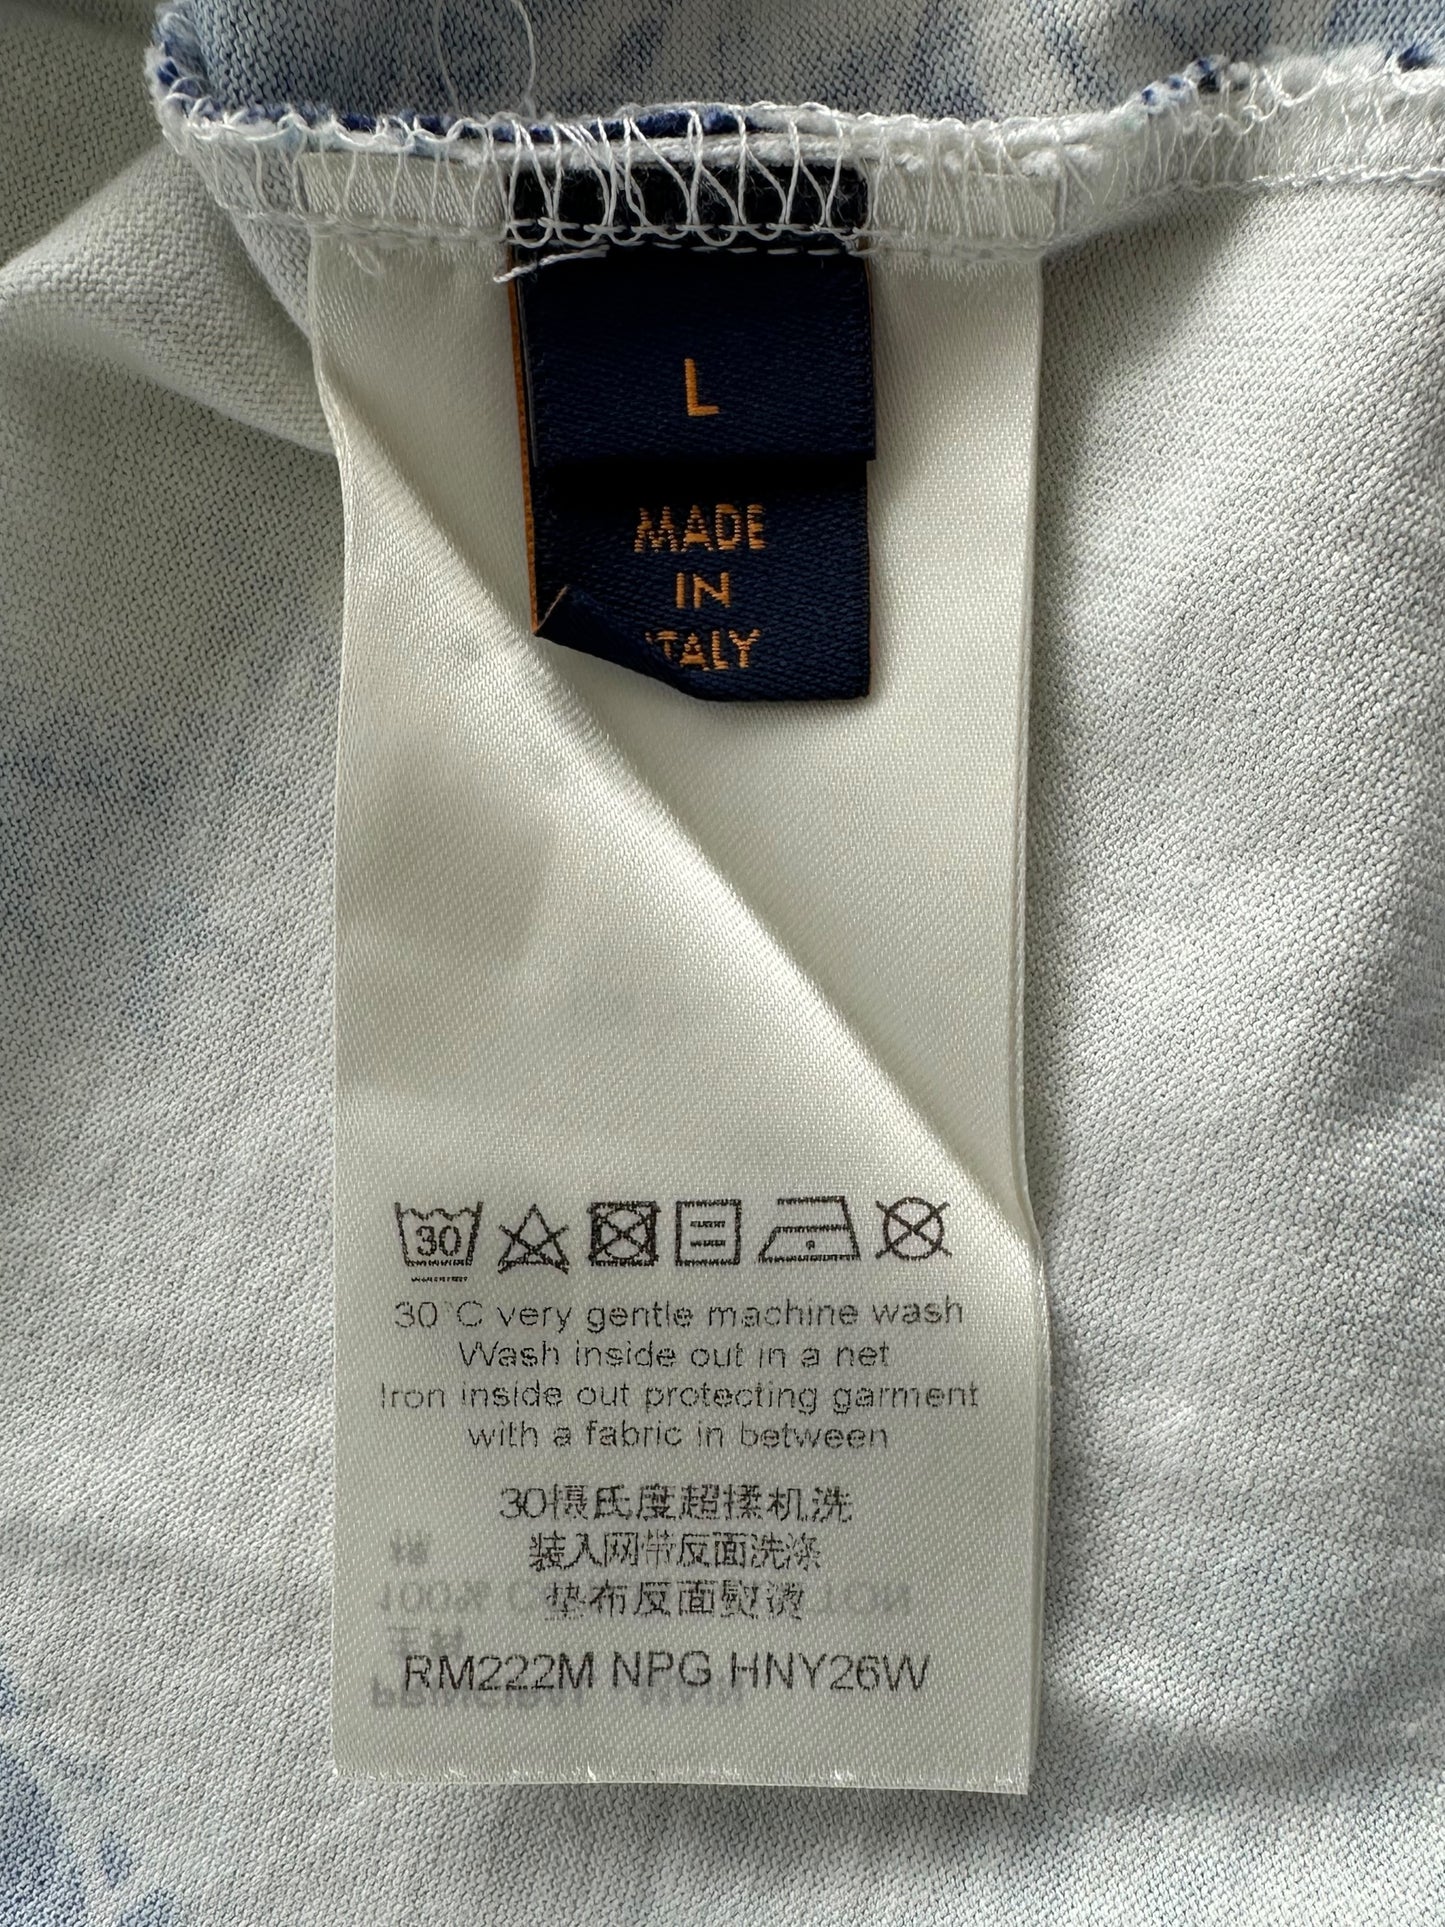 L
MADE
IN
ITALY
30
30°C very gentle machine wash
Wash inside out in a net
Iron inside out protecting garment
with a fabric in between
30摄氏度超揉机洗
装入网带反面洗涤
垫布反面熨烫
RM222M NPG HNY26W